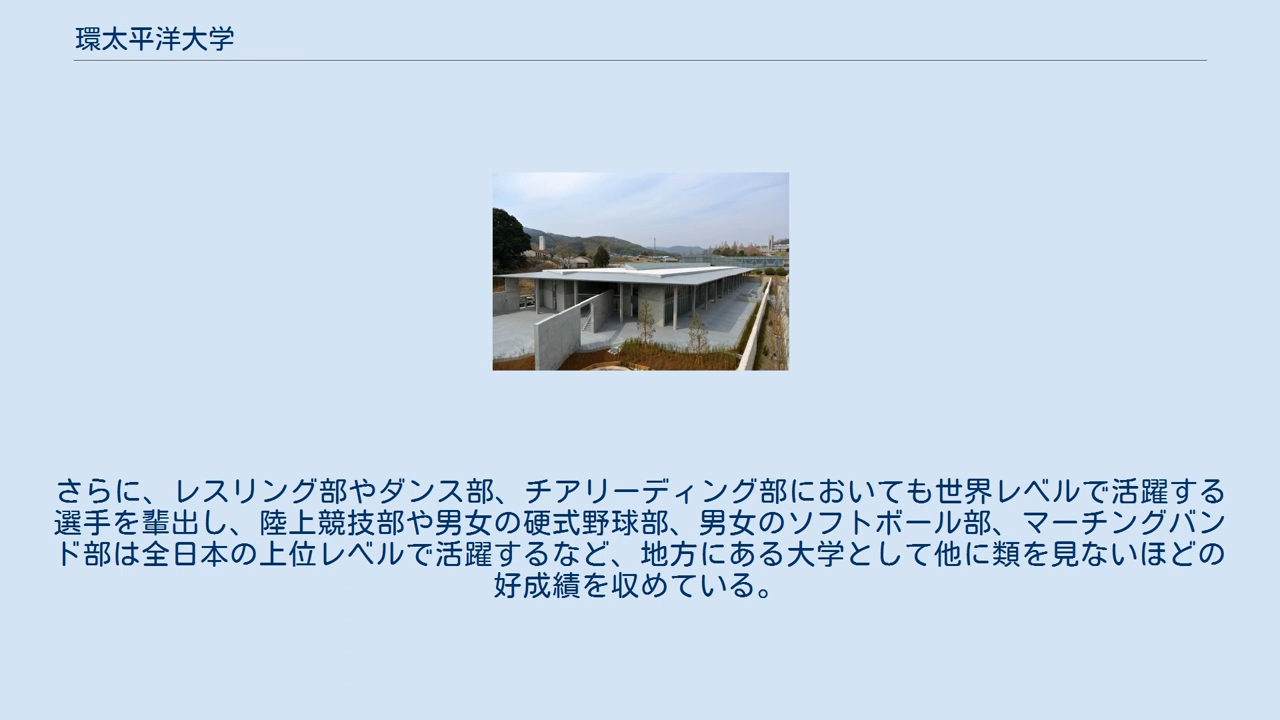 環太平洋大学
さらに、レスリング部やダンス部、チアリーディング部においても世界レベルで活躍する
選手を輩出し、陸上競技部や男女の硬式野球部、男女のソフトボール部、マーチングバン
ド部は全日本の上位レベルで活躍するなど、地方にある大学として他に類を見ないほどの
好成績を収めている。